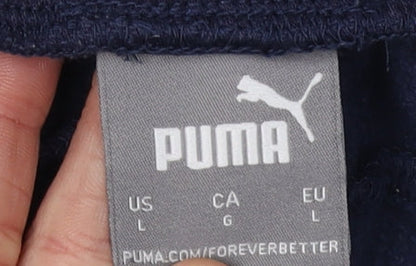 PUMA
US CA EU
L G L
PUMA.COM/FOREVERBETTER